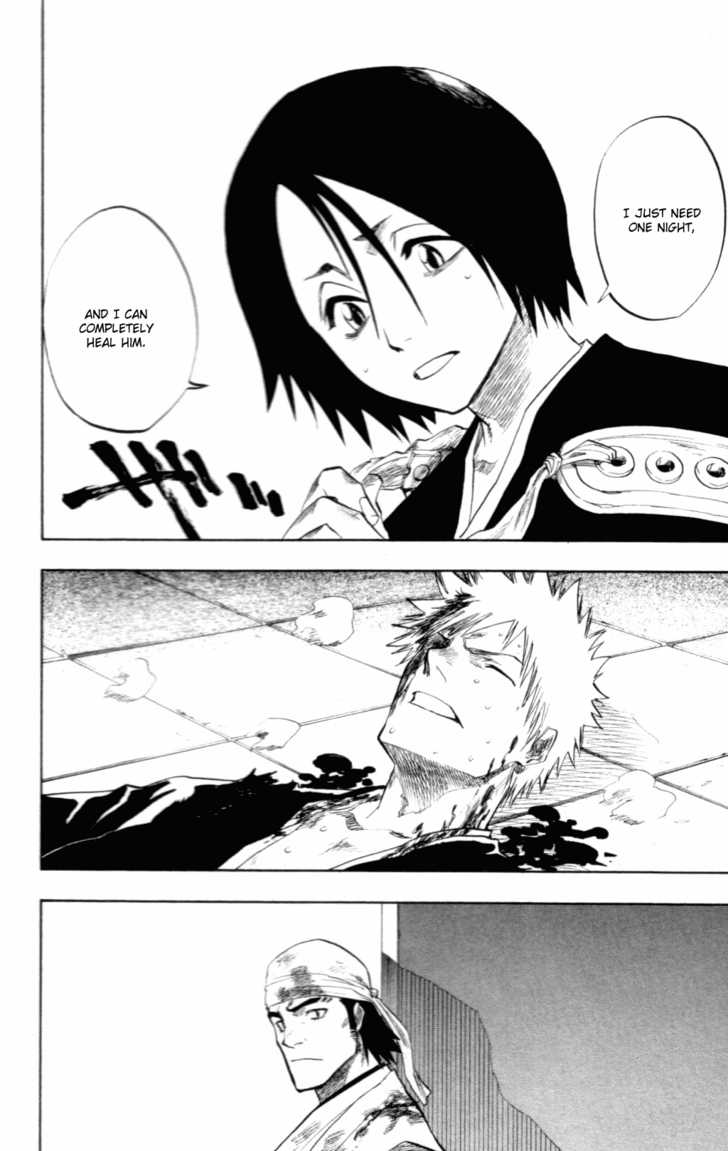 I JUST NEED
ONE NIGHT,
AND I CAN
COMPLETELY
HEAL HIM.